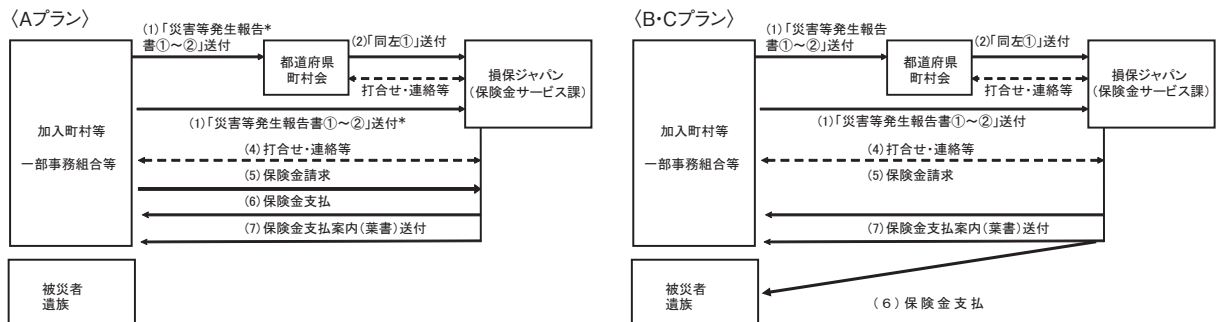 〈Aプラン〉
(1)「災害等発生報告*
書①～②」送付
(2)「同左①」送付
都道府県
町村会
打合せ・連絡等
損保ジャパン
(保険金サービス課)
(1)「災害等発生報告書①～②」送付*
加入町村等
一部事務組合等
(4)打合せ・連絡等
(5)保険金請求
(6)保険金支払
(7)保険金支払案内(葉書)送付
被災者
遺族
〈B・Cプラン〉
(1)「災害等発生報告
書①～②」送付
(2)「同左①」送付
都道府県
町村会
打合せ・連絡等
損保ジャパン
(保険金サービス課)
(1)「災害等発生報告書①～②」送付
加入町村等
一部事務組合等
(4)打合せ・連絡等
(5)保険金請求
(7)保険金支払案内(葉書)送付
被災者
遺族
(6)保険金支払